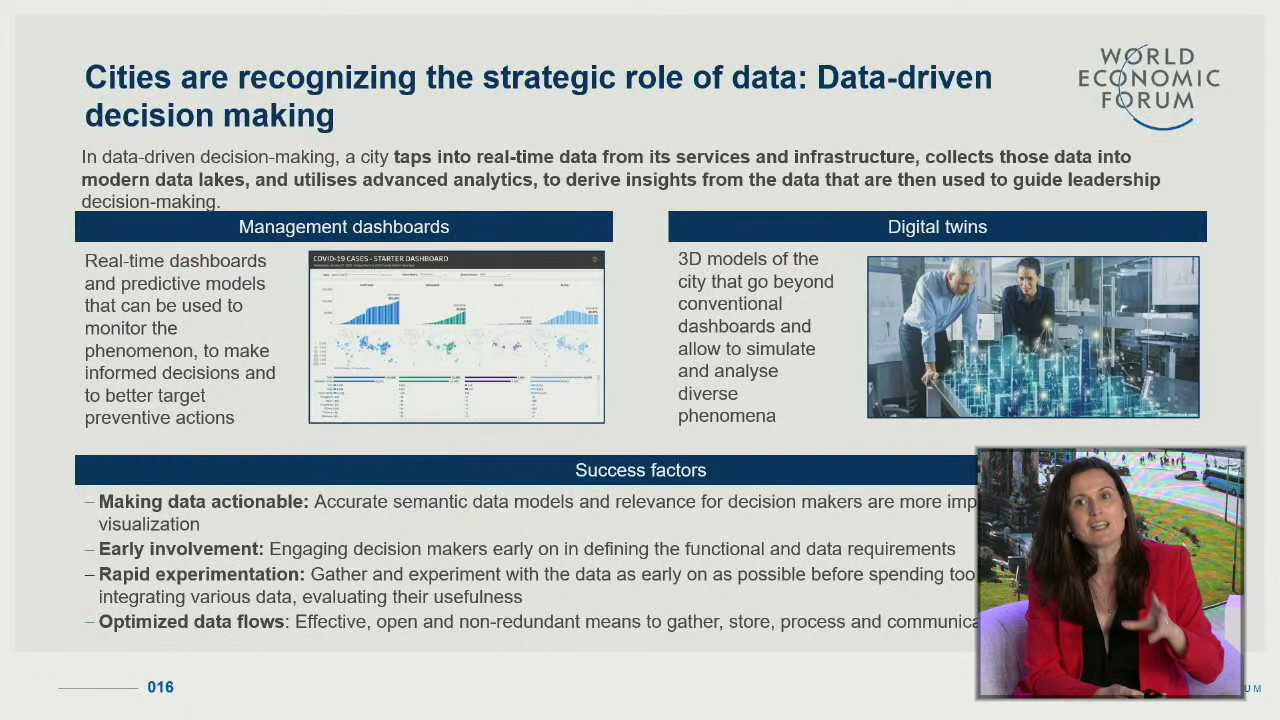 Cities are recognizing the strategic role of data: Data-driven
decision making
WORLD
ECONOMIC
FORUM
In data-driven decision-making, a city taps into real-time data from its services and infrastructure, collects those data into
modern data lakes, and utilises advanced analytics, to derive insights from the data that are then used to guide leadership
decision-making.
Management dashboards
Real-time dashboards
and predictive models
that can be used to
monitor the
phenomenon, to make
informed decisions and
to better target
preventive actions
COVID-19 CASES - STARTER DASHBOARD
Digital twins
3D models of the
city that go beyond
conventional
dashboards and
allow to simulate
and analyse
diverse
phenomena
Success factors
– Making data actionable: Accurate semantic data models and relevance for decision makers are more imp
visualization
– Early involvement: Engaging decision makers early on in defining the functional and data requirements
– Rapid experimentation: Gather and experiment with the data as early on as possible before spending too
integrating various data, evaluating their usefulness
– Optimized data flows: Effective, open and non-redundant means to gather, store, process and communica
016
UM